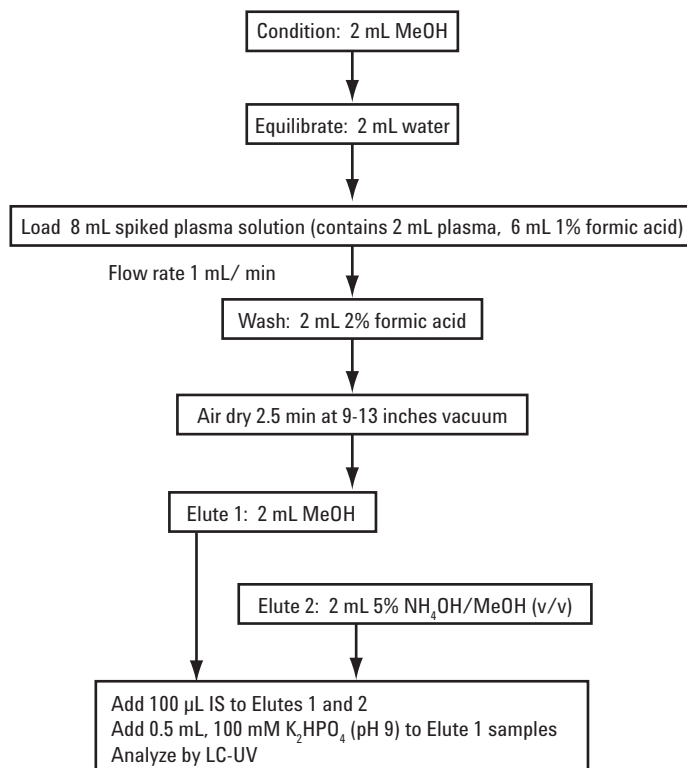 Condition: 2 mL MeOH
Equilibrate: 2 mL water
Load 8 mL spiked plasma solution (contains 2 mL plasma, 6 mL 1% formic acid)
Flow rate 1 mL/ min
Wash: 2 mL 2% formic acid
Air dry 2.5 min at 9-13 inches vacuum
Elute 1: 2 mL MeOH
Elute 2: 2 mL 5% NH₄OH/MeOH (v/v)
Add 100 µL IS to Elutes 1 and 2
Add 0.5 mL, 100 mM K₂HPO₄ (pH 9) to Elute 1 samples
Analyze by LC-UV